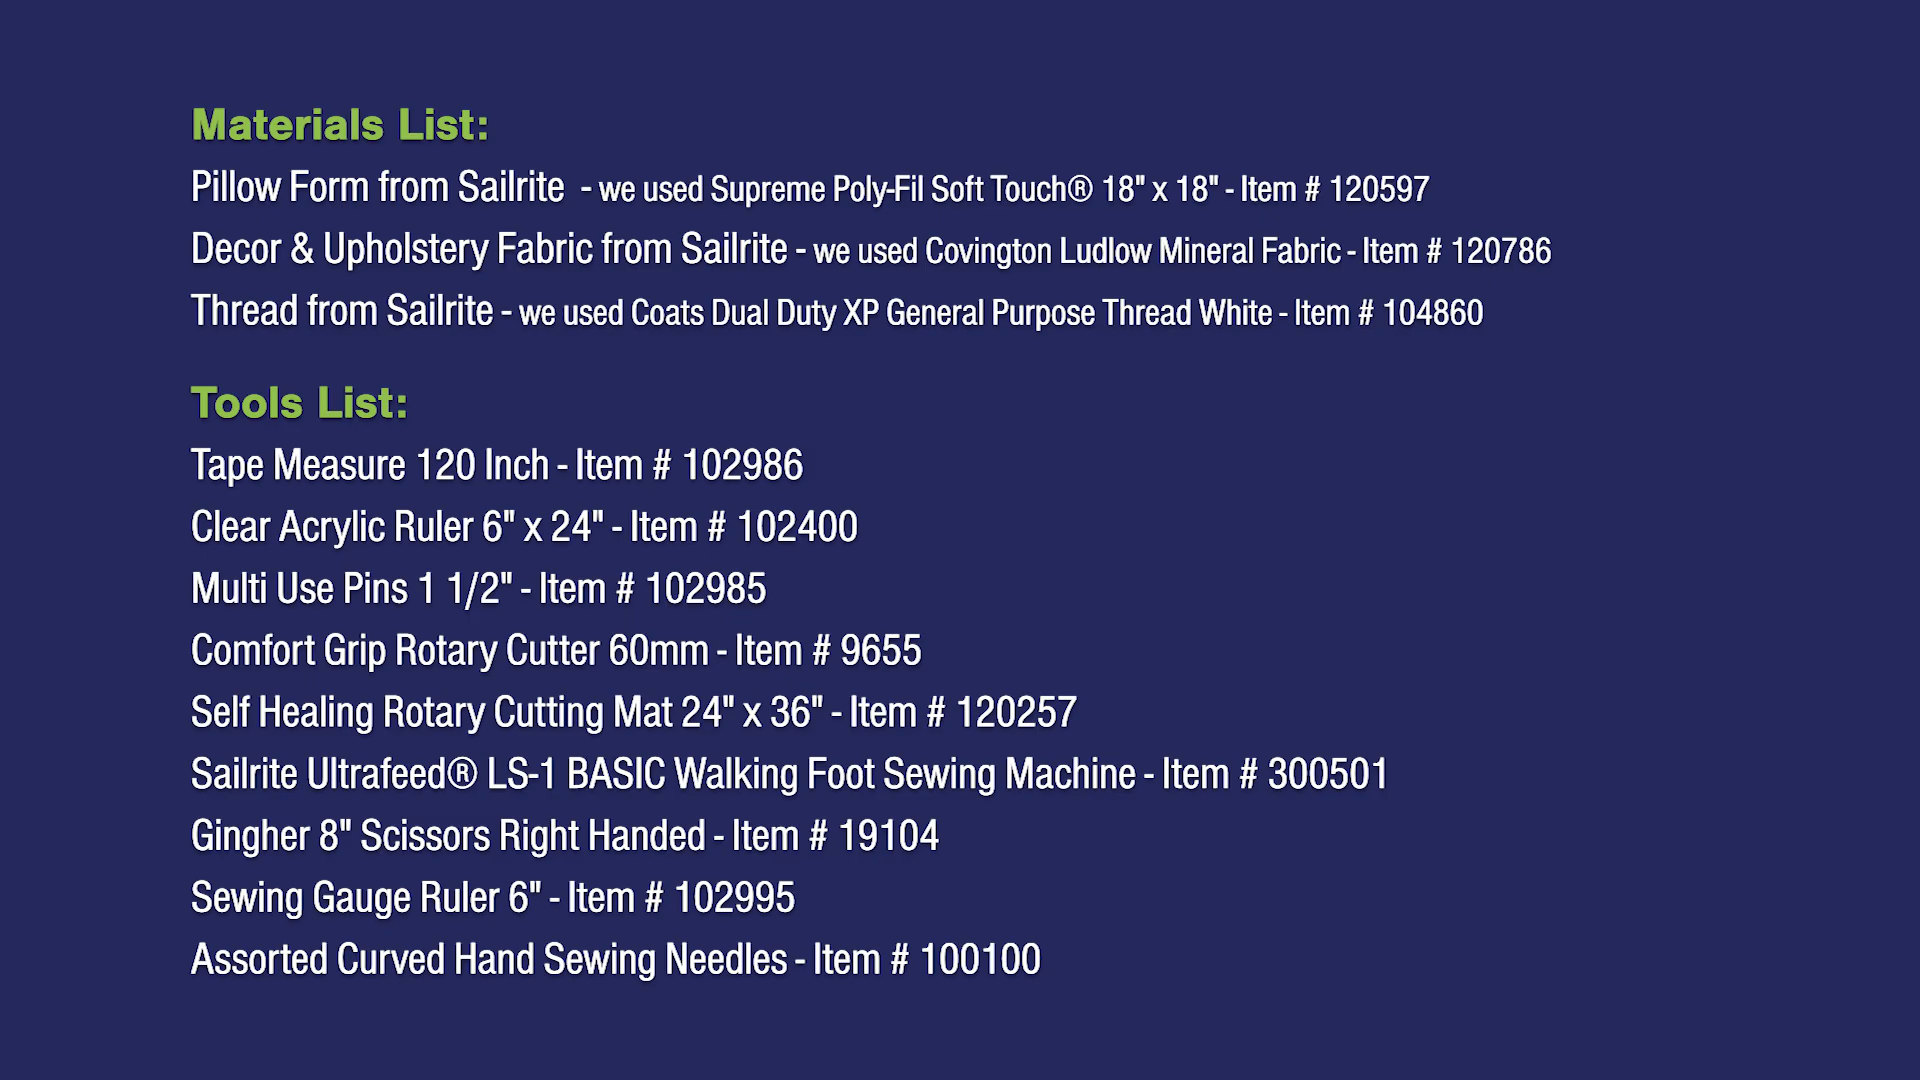 Materials List:
Pillow Form from Sailrite - we used Supreme Poly-Fil Soft Touch® 18" x 18" - Item # 120597
Decor & Upholstery Fabric from Sailrite - we used Covington Ludlow Mineral Fabric - Item # 120786
Thread from Sailrite - we used Coats Dual Duty XP General Purpose Thread White - Item # 104860
Tools List:
Tape Measure 120 Inch - Item # 102986
Clear Acrylic Ruler 6" x 24" - Item # 102400
Multi Use Pins 1 1/2" - Item # 102985
Comfort Grip Rotary Cutter 60mm - Item # 9655
Self Healing Rotary Cutting Mat 24" x 36" - Item # 120257
Sailrite Ultrafeed® LS-1 BASIC Walking Foot Sewing Machine - Item # 300501
Gingher 8" Scissors Right Handed - Item # 19104
Sewing Gauge Ruler 6" - Item # 102995
Assorted Curved Hand Sewing Needles - Item # 100100